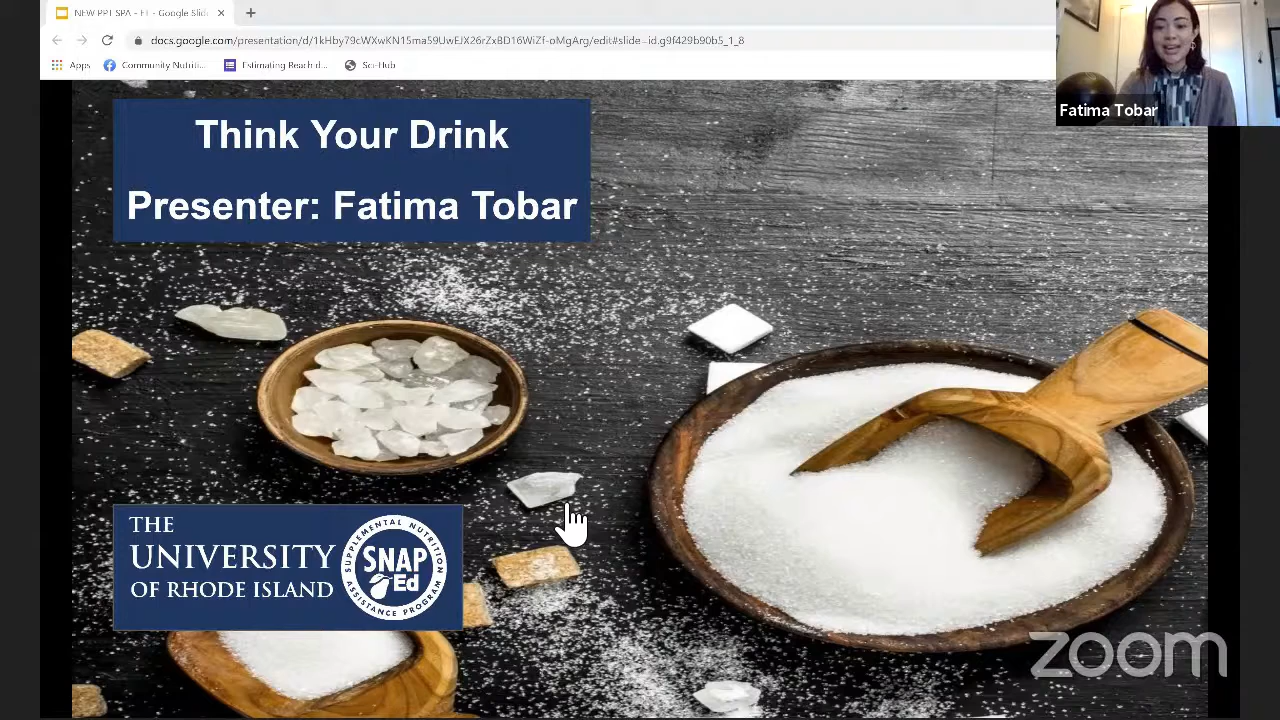 NEW PPT SPA - FT - Google Slid
docs.google.com/presentation/d/1kHby79cWXwKN15ma59UwEJzXsZxBD16WiZf-oMgArg/edit#slide=id.g9f429b90b5_1_8
Apps
Community Nutriti...
Estimating Reach d...
Sci-Hub
Fatima Tobar
Think Your Drink
Presenter: Fatima Tobar
THE
UNIVERSITY
OF RHODE ISLAND
SUPPLEMENTAL NUTRITION
SNAP
Ed
ASSISTANCE PROGRAM
zoom